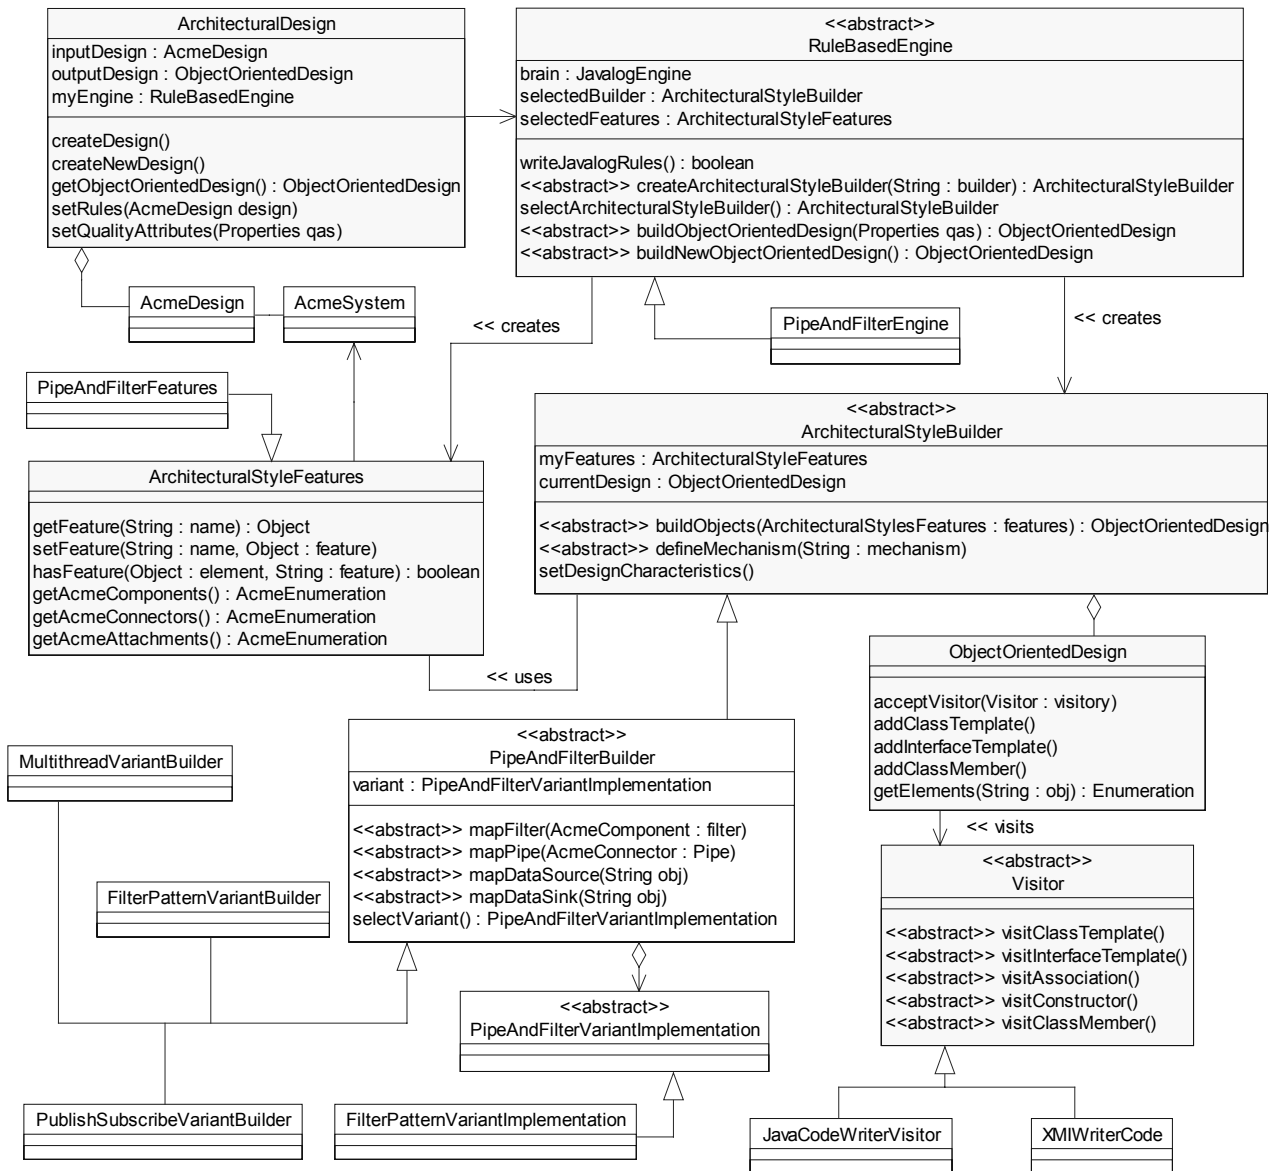 ArchitecturalDesign
inputDesign : AcmeDesign
outputDesign : ObjectOrientedDesign
myEngine : RuleBasedEngine
createDesign()
createNewDesign()
getObjectOrientedDesign() : ObjectOrientedDesign
setRules(AcmeDesign design)
setQualityAttributes(Properties qas)
<<abstract>>
RuleBasedEngine
brain : JavalogEngine
selectedBuilder : ArchitecturalStyleBuilder
selectedFeatures : ArchitecturalStyleFeatures
writeJavalogRules() : boolean
<<abstract>> createArchitecturalStyleBuilder(String : builder) : ArchitecturalStyleBuilder
selectArchitecturalStyleBuilder() : ArchitecturalStyleBuilder
<<abstract>> buildObjectOrientedDesign(Properties qas) : ObjectOrientedDesign
<<abstract>> buildNewObjectOrientedDesign() : ObjectOrientedDesign
AcmeDesign
AcmeSystem
<< creates
PipeAndFilterEngine
<< creates
PipeAndFilterFeatures
<<abstract>>
ArchitecturalStyleBuilder
myFeatures : ArchitecturalStyleFeatures
currentDesign : ObjectOrientedDesign
<<abstract>> buildObjects(ArchitecturalStylesFeatures : features) : ObjectOrientedDesign
<<abstract>> defineMechanism(String : mechanism)
setDesignCharacteristics()
ArchitecturalStyleFeatures
getFeature(String : name) : Object
setFeature(String : name, Object : feature)
hasFeature(Object : element, String : feature) : boolean
getAcmeComponents() : AcmeEnumeration
getAcmeConnectors() : AcmeEnumeration
getAcmeAttachments() : AcmeEnumeration
<< uses
ObjectOrientedDesign
acceptVisitor(Visitor : visitory)
addClassTemplate()
addInterfaceTemplate()
addClassMember()
getElements(String : obj) : Enumeration
<< visits
<<abstract>>
PipeAndFilterBuilder
variant : PipeAndFilterVariantImplementation
<<abstract>> mapFilter(AcmeComponent : filter)
<<abstract>> mapPipe(AcmeConnector : Pipe)
<<abstract>> mapDataSource(String obj)
<<abstract>> mapDataSink(String obj)
selectVariant() : PipeAndFilterVariantImplementation
MultithreadVariantBuilder
FilterPatternVariantBuilder
<<abstract>>
Visitor
<<abstract>> visitClassTemplate()
<<abstract>> visitInterfaceTemplate()
<<abstract>> visitAssociation()
<<abstract>> visitConstructor()
<<abstract>> visitClassMember()
<<abstract>>
PipeAndFilterVariantImplementation
PublishSubscribeVariantBuilder
FilterPatternVariantImplementation
JavaCodeWriterVisitor
XMIWriterCode